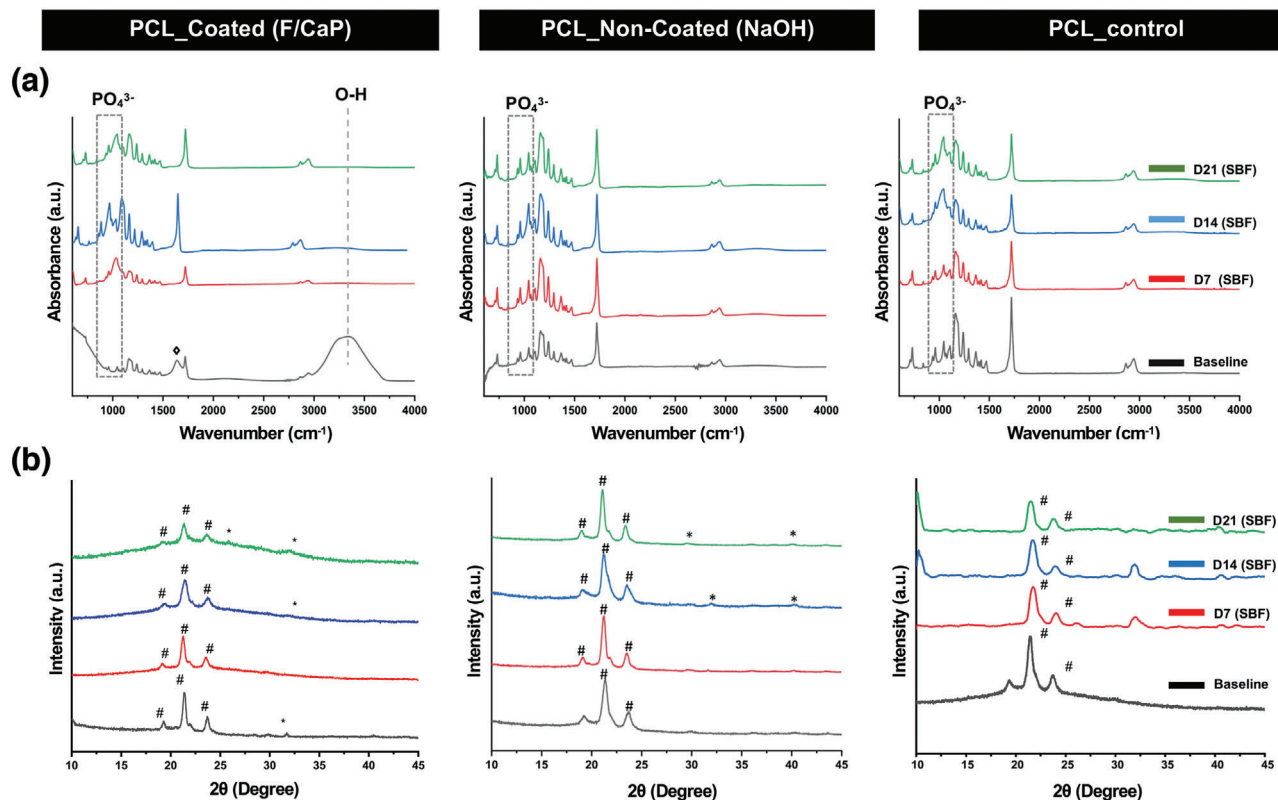 PCL_Coated (F/CaP) PCL_Non-Coated (NaOH) PCL_control
(a)
PO₄³⁻ O-H PO₄³⁻ PO₄³⁻
Absorbance (a.u.) Absorbance (a.u.) Absorbance (a.u.)
D21 (SBF)
D14 (SBF)
D7 (SBF)
Baseline
◊
1000 1500 2000 2500 3000 3500 4000 1000 1500 2000 2500 3000 3500 4000 1000 1500 2000 2500 3000 3500 4000
Wavenumber (cm⁻¹) Wavenumber (cm⁻¹) Wavenumber (cm⁻¹)
(b)
Intensity (a.u.) Intensity (a.u.) Intensity (a.u.)
# # # * * # # # * * # # D21 (SBF)
# # # * # # # * * # # D14 (SBF)
# # # # # # # # D7 (SBF)
# # # * # # # # Baseline
10 15 20 25 30 35 40 45 10 15 20 25 30 35 40 45 10 15 20 25 30 35 40 45
2θ (Degree) 2θ (Degree) 2θ (Degree)